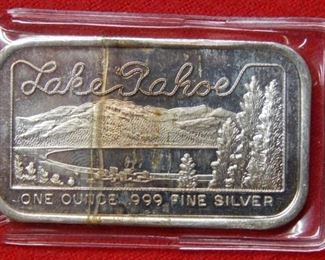 Lake Tahoe
ONE OUNCE .999 FINE SILVER